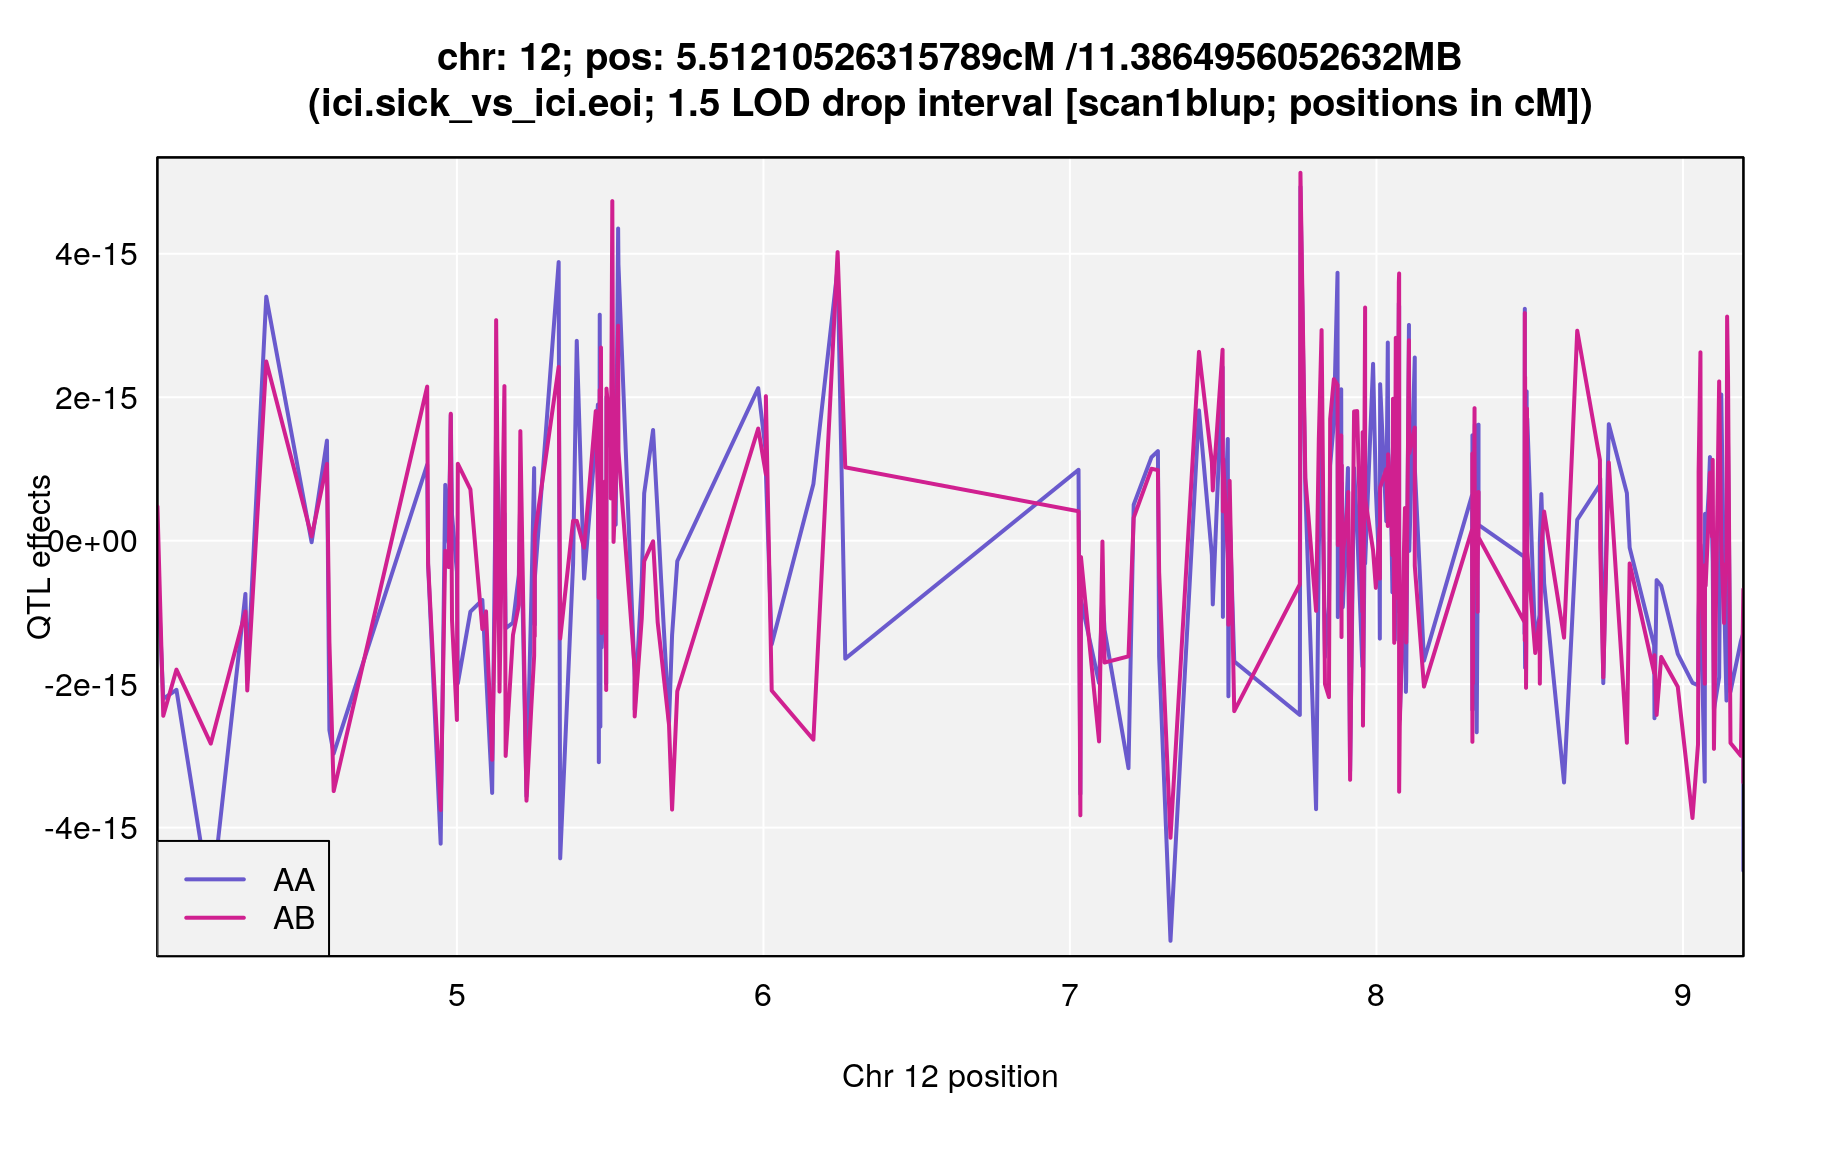 chr: 12; pos: 5.51210526315789cM /11.3864956052632MB
(ici.sick_vs_ici.eoi; 1.5 LOD drop interval [scan1blup; positions in cM])
QTL effects
4e-15
2e-15
0e+00
-2e-15
-4e-15
AA
AB
5 6 7 8 9
Chr 12 position